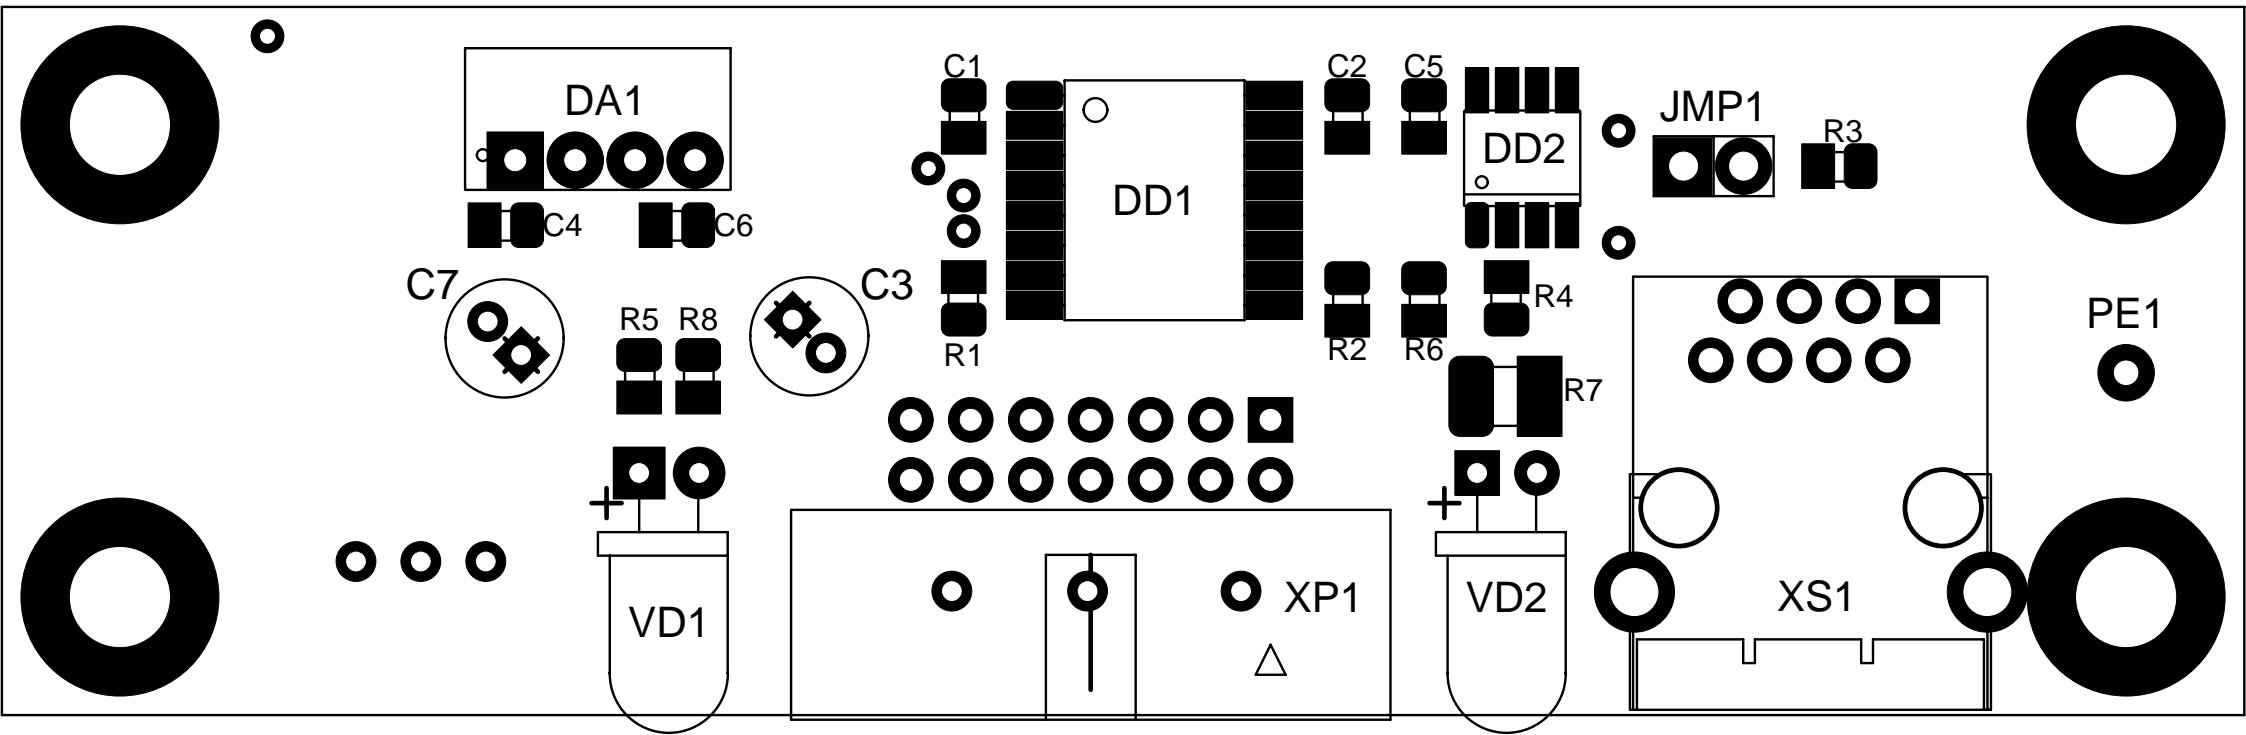 C1
C2
C5
DA1
JMP1
R3
DD2
DD1
C4
C6
C7
C3
R4
PE1
R5
R8
R1
R2
R6
R7
+
+
XP1
VD2
XS1
VD1